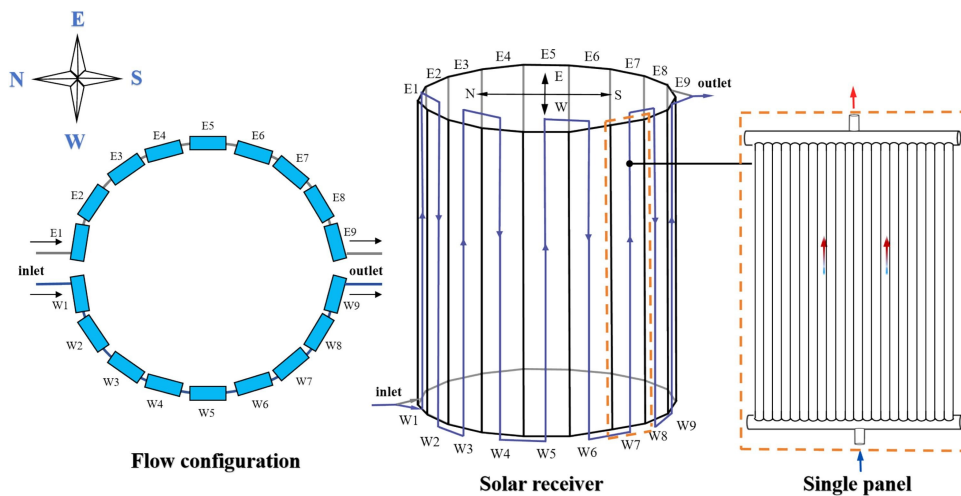 E
N
S
W
E1
E2
E3
E4
E5
E6
E7
E8
E9
inlet
outlet
W1
W2
W3
W4
W5
W6
W7
W8
W9
Flow configuration
E1
E2
E3
E4
E5
E6
E7
E8
E9
outlet
N
E
W
S
inlet
W1
W2
W3
W4
W5
W6
W7
W8
W9
Solar receiver
Single panel